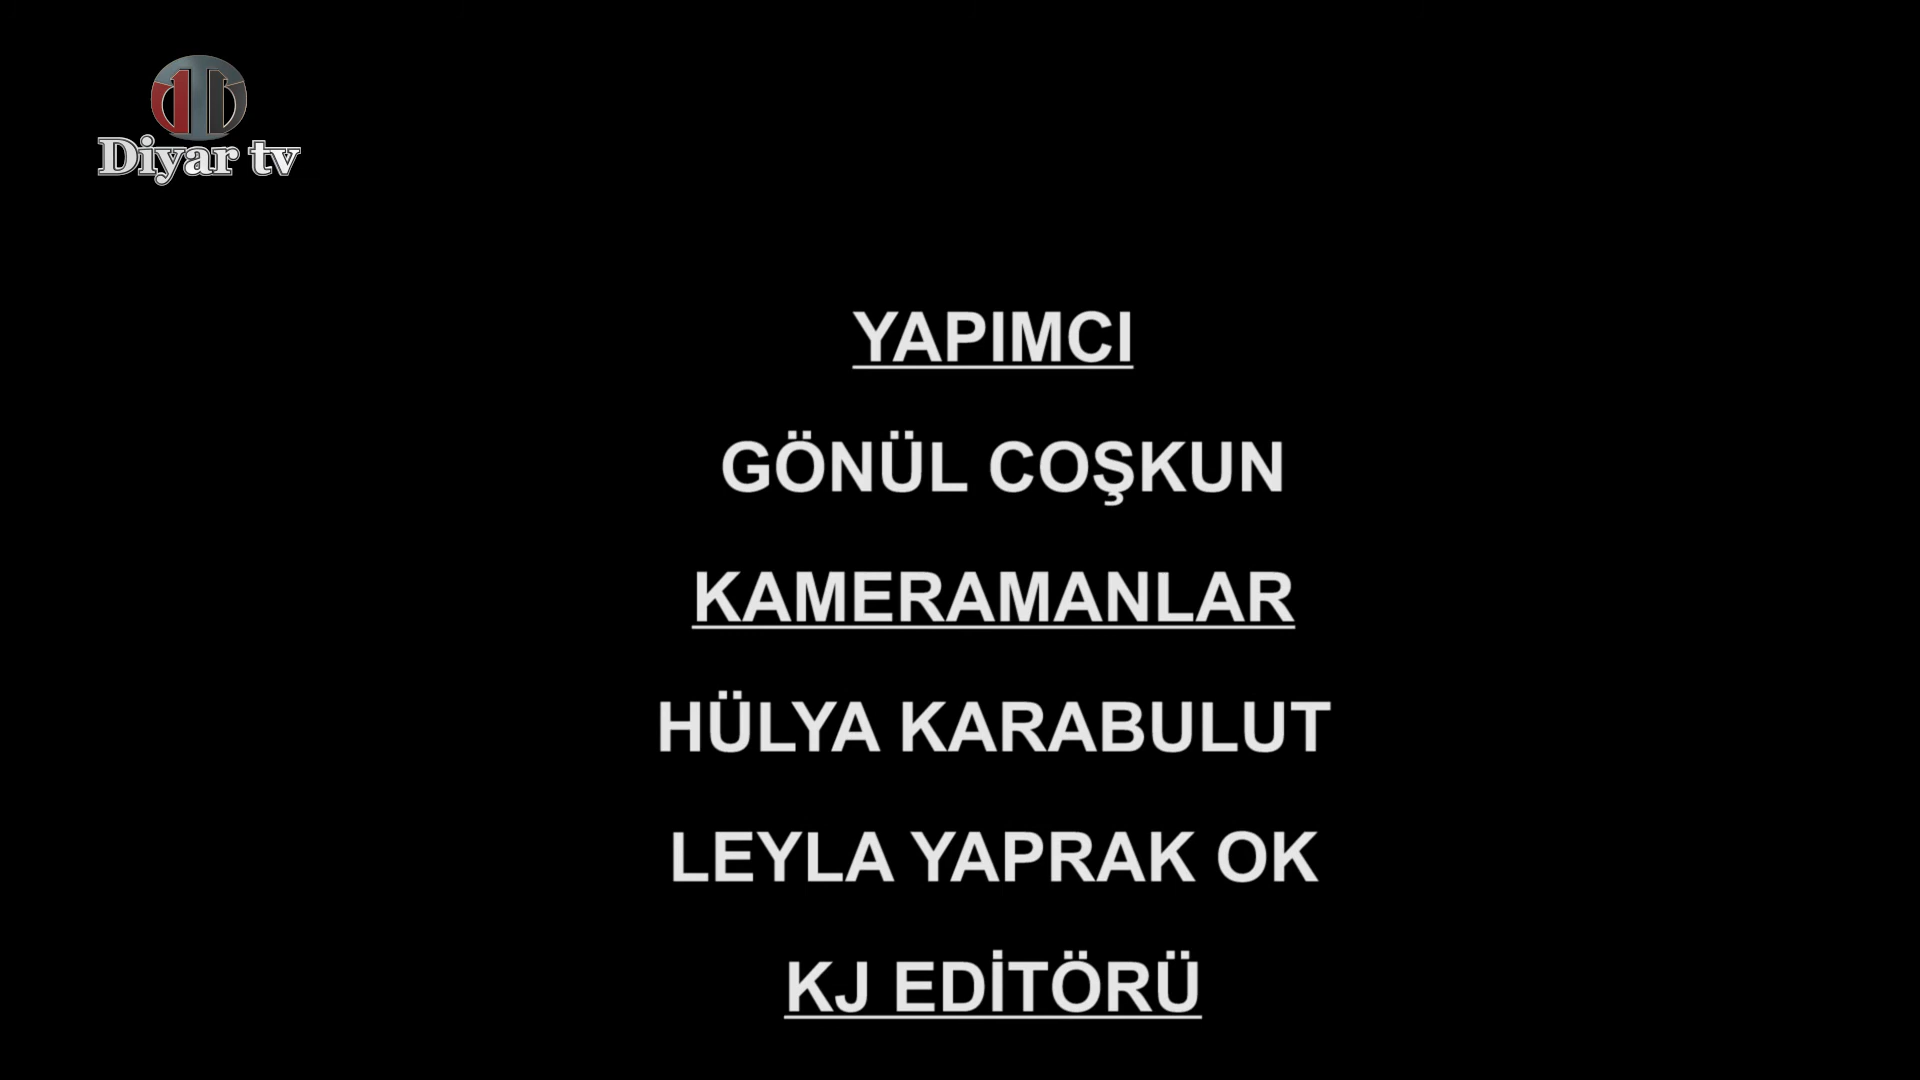 Diyar tv
YAPIMCI
GÖNÜL COŞKUN
KAMERAMANLAR
HÜLYA KARABULUT
LEYLA YAPRAK OK
KJ EDİTÖRÜ